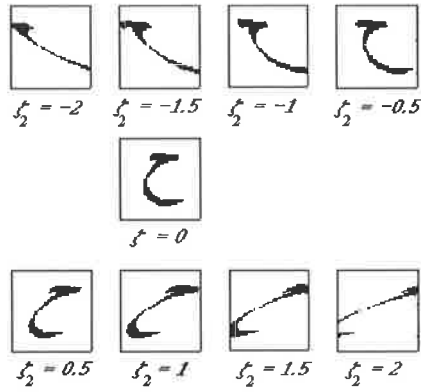 ζ₂ = -2 ζ₂ = -1.5 ζ₂ = -1 ζ₂ = -0.5
ζ = 0
ζ₂ = 0.5 ζ₂ = 1 ζ₂ = 1.5 ζ₂ = 2